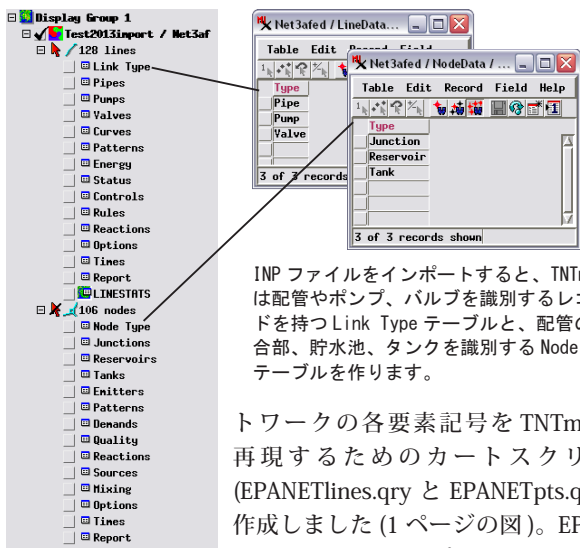 Display Group 1
Test2013import / Net3af
128 lines
Link Type
Pipes
Pumps
Valves
Curves
Patterns
Energy
Status
Controls
Rules
Reactions
Options
Times
Report
LINESTATS
106 nodes
Node Type
Junctions
Reservoirs
Tanks
Emitters
Patterns
Demands
Quality
Reactions
Sources
Mixing
Options
Times
Report
Net3afed / LineData...
Table Edit Record Field
Type
Pipe
Pump
Valve
3 of 3 records
Net3afed / NodeData / ...
Table Edit Record Field Help
Type
Junction
Reservoir
Tank
3 of 3 records shown
INP ファイルをインポートすると、TNTm
は配管やポンプ、バルブを識別するレコ
ドを持つ Link Type テーブルと、配管の
合部、貯水池、タンクを識別する Node
テーブルを作ります。
トワークの各要素記号を TNTm
再現するためのカートスクリ
(EPANETlines.qry と EPANETpts.q
作成しました (1 ページの図 )。EP